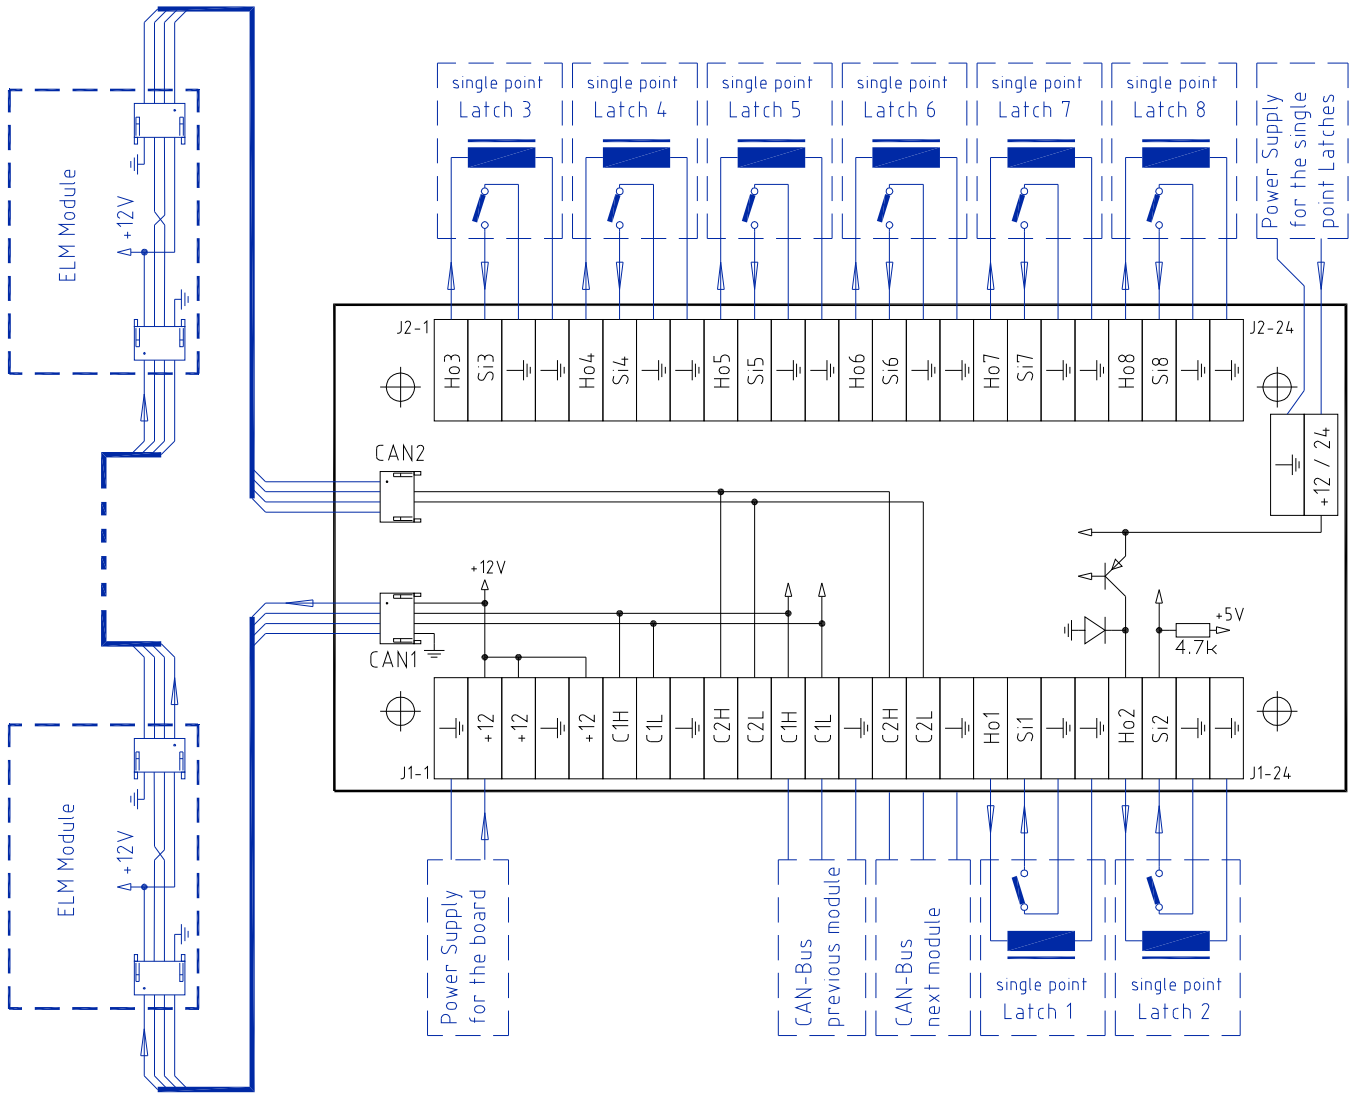 single point
Latch 3
single point
Latch 4
single point
Latch 5
single point
Latch 6
single point
Latch 7
single point
Latch 8
Power Supply
for the single
point Latches
ELM Module
+12V
J2-1
Ho3
Si3
Ho4
Si4
Ho5
Si5
Ho6
Si6
Ho7
Si7
Ho8
Si8
J2-24
+12 / 24
CAN2
+12V
CAN1
+5V
4.7k
J1-1
+12
+12
+12
C1H
C1L
C2H
C2L
C1H
C1L
C2H
C2L
Ho1
Si1
Ho2
Si2
J1-24
ELM Module
+12V
Power Supply
for the board
CAN-Bus
previous module
CAN-Bus
next module
single point
Latch 1
single point
Latch 2